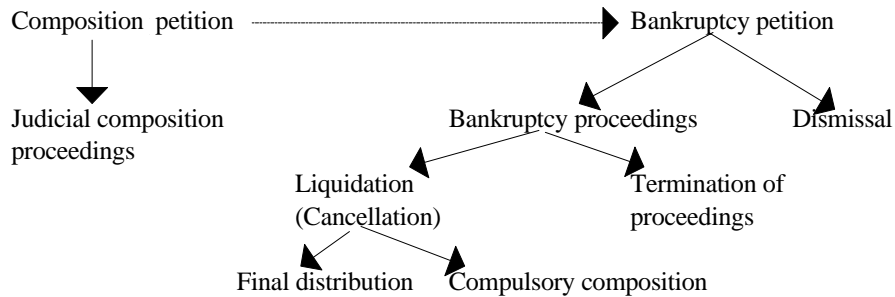 Composition petition
Bankruptcy petition
Judicial composition
proceedings
Bankruptcy proceedings
Dismissal
Liquidation
(Cancellation)
Termination of
proceedings
Final distribution
Compulsory composition